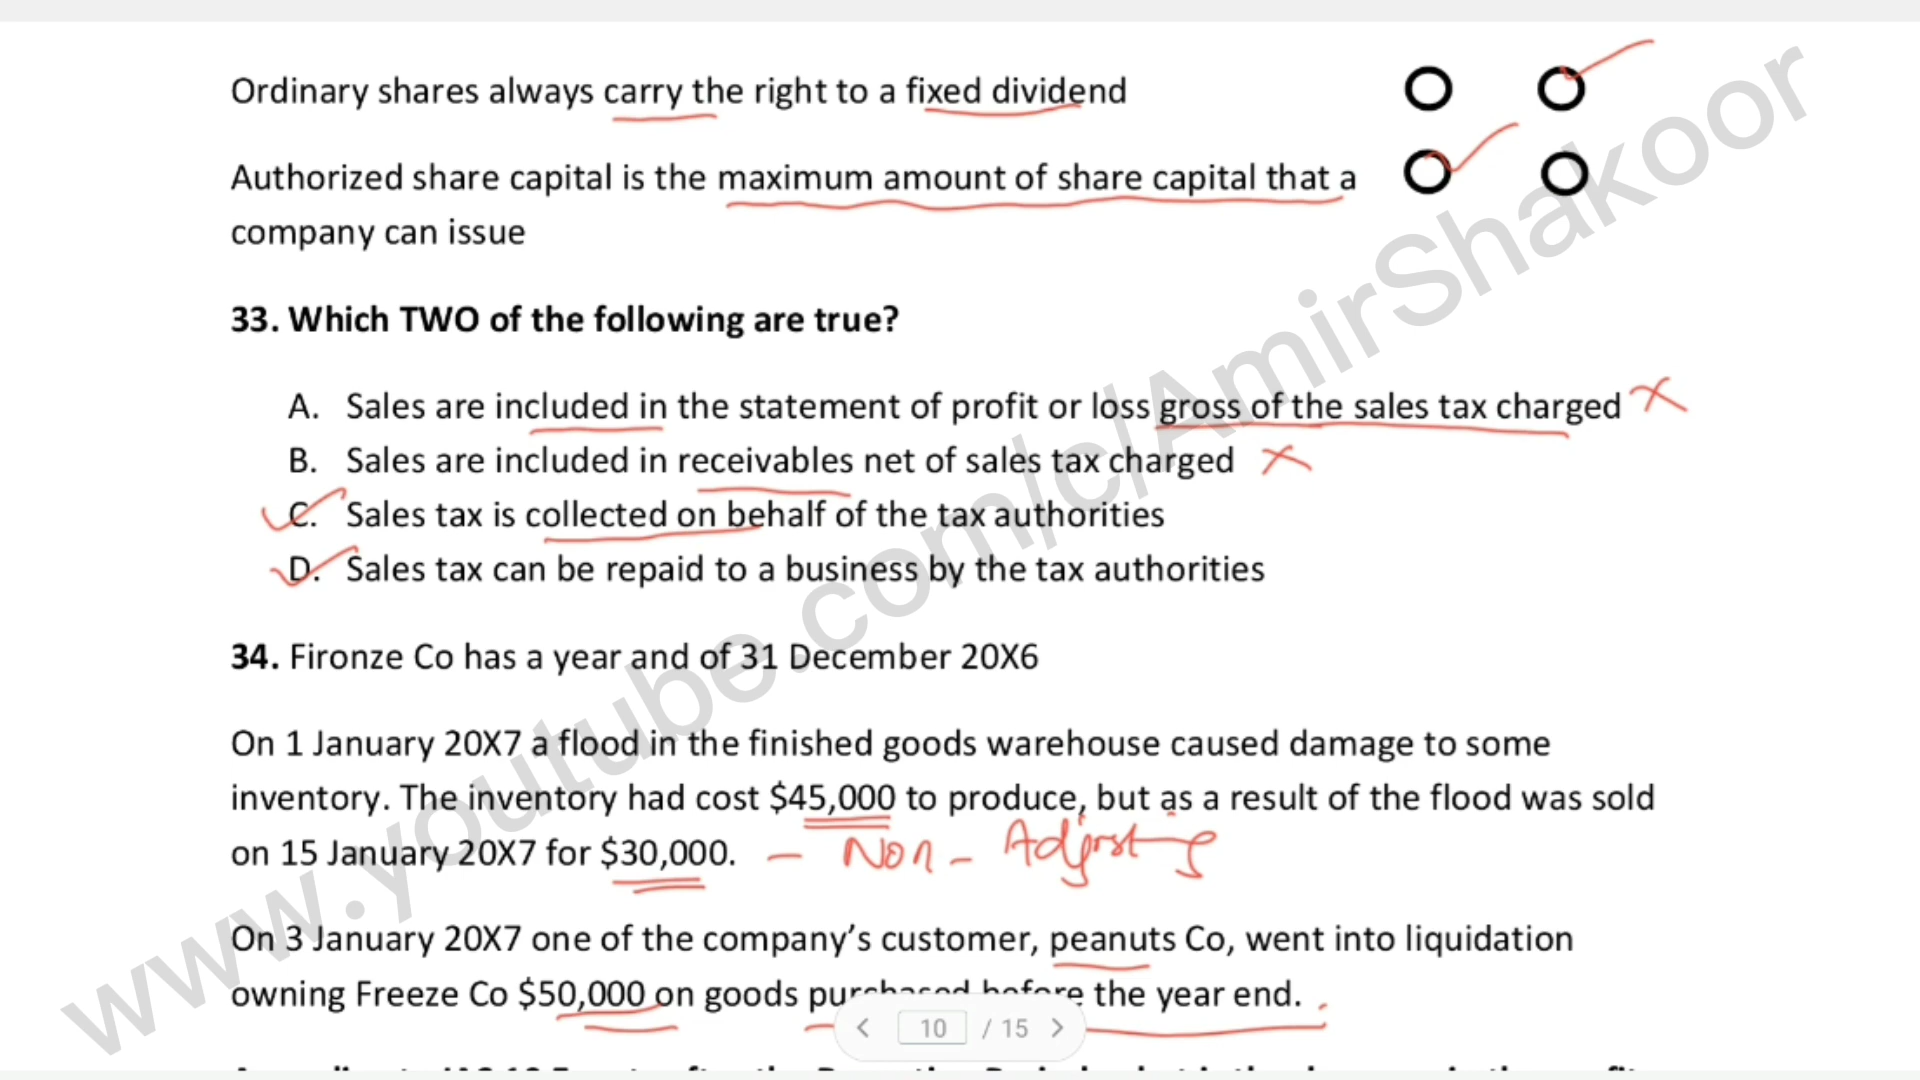 Ordinary shares always carry the right to a fixed dividend
Authorized share capital is the maximum amount of share capital that a
company can issue
33. Which TWO of the following are true?
A. Sales are included in the statement of profit or loss gross of the sales tax charged
B. Sales are included in receivables net of sales tax charged
C. Sales tax is collected on behalf of the tax authorities
D. Sales tax can be repaid to a business by the tax authorities
34. Fironze Co has a year and of 31 December 20X6
On 1 January 20X7 a flood in the finished goods warehouse caused damage to some
inventory. The inventory had cost $45,000 to produce, but as a result of the flood was sold
on 15 January 20X7 for $30,000. – Non - Adjusting
On 3 January 20X7 one of the company's customer, peanuts Co, went into liquidation
owning Freeze Co $50,000 on goods purchased before the year end.
10 / 15
www.youtube.com/c/AmirShakoor